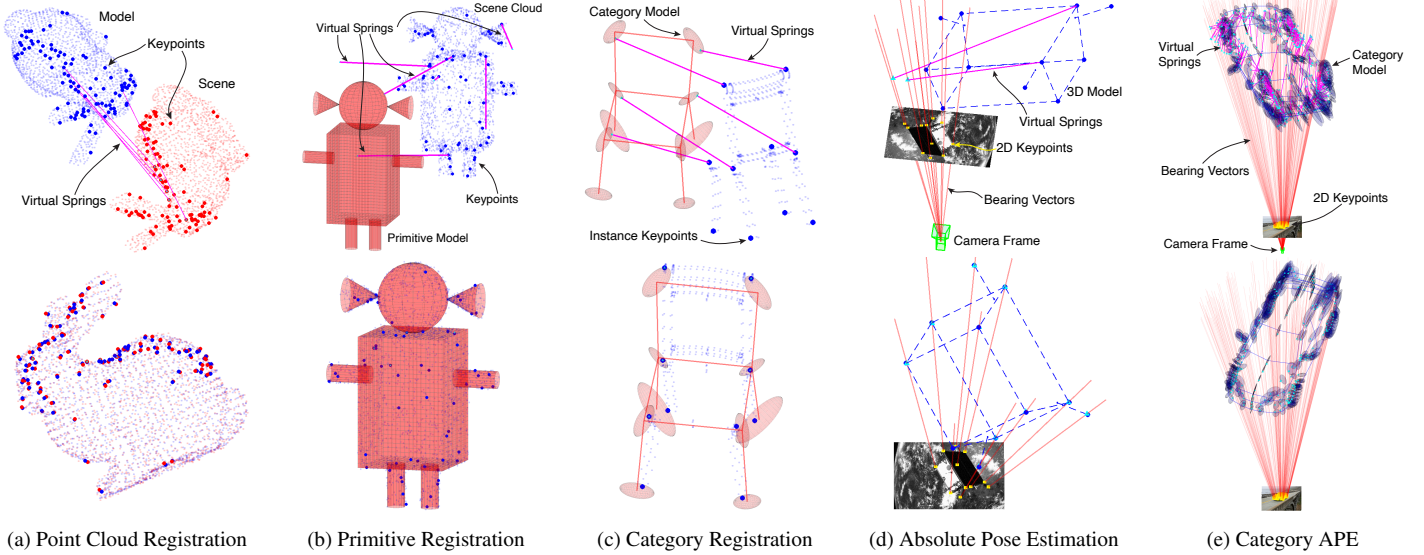 Model
Keypoints
Scene
Virtual Springs
Scene Cloud
Virtual Springs
Keypoints
Primitive Model
Category Model
Virtual Springs
Instance Keypoints
3D Model
Virtual Springs
2D Keypoints
Bearing Vectors
Camera Frame
Virtual
Springs
Category
Model
Bearing Vectors
2D Keypoints
Camera Frame
(a) Point Cloud Registration
(b) Primitive Registration
(c) Category Registration
(d) Absolute Pose Estimation
(e) Category APE